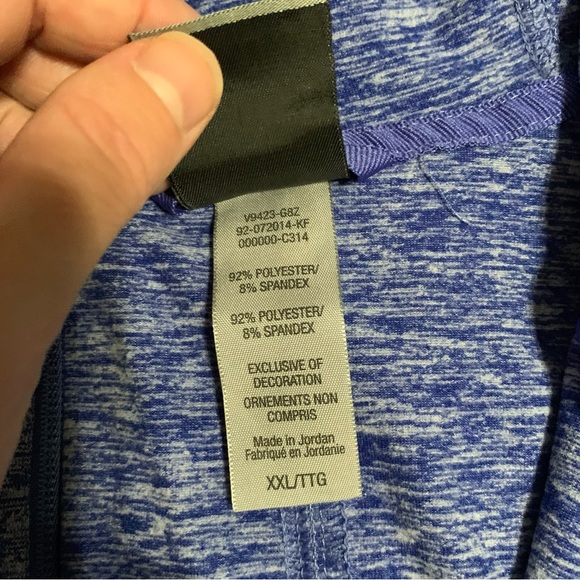 V9423-G8Z
92-072014-KF
000000-C314
92% POLYESTER/
8% SPANDEX
92% POLYESTER/
8% SPANDEX
EXCLUSIVE OF
DECORATION
ORNEMENTS NON
COMPRIS
Made in Jordan
Fabriqué en Jordanie
XXL/TTG